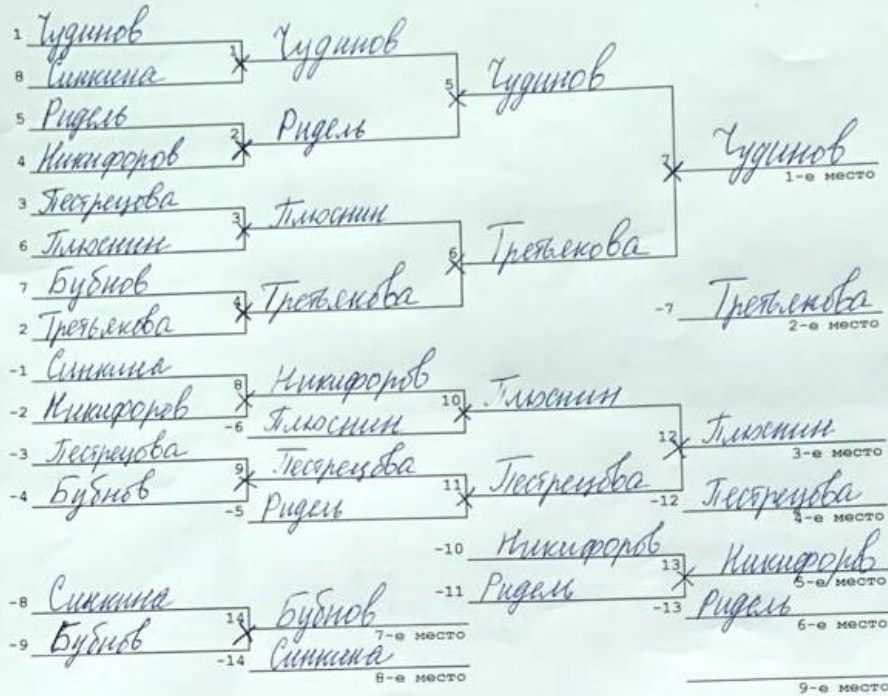 1 Чудинов
1 Чудинов
8 Синкина
5 Чудинов
5 Ридель
2 Ридель
4 Никифоров
7 Чудинов
1-е место
3 Пестрецова
3 Плюснин
6 Плюснин
6 Третьякова
7 Бубнов
4 Третьякова
2 Третьякова
-7 Третьякова
2-е место
-1 Синкина
8 Никифоров
-2 Никифоров
10 Плюснин
-6 Плюснин
12 Плюснин
3-е место
-3 Пестрецова
9 Пестрецова
-4 Бубнов
11 Пестрецова
-5 Ридель
-12 Пестрецова
4-е место
-10 Никифоров
13 Никифоров
5-е место
-11 Ридель
-13 Ридель
6-е место
-8 Синкина
14 Бубнов
7-е место
-9 Бубнов
-14 Синкина
8-е место
9-е место